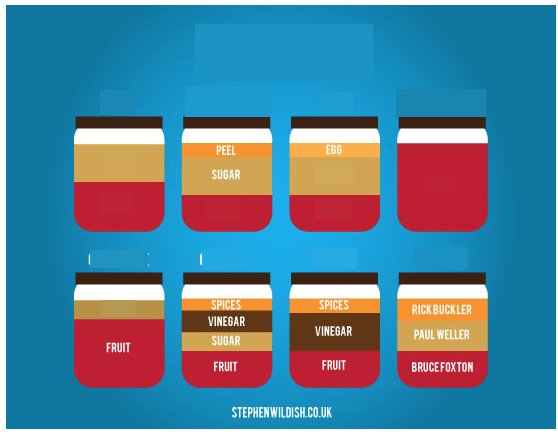 PEEL
SUGAR
EGG
FRUIT
SPICES
VINEGAR
SUGAR
FRUIT
SPICES
VINEGAR
FRUIT
RICK BUCKLER
PAUL WELLER
BRUCE FOXTON
STEPHENWILDISH.CO.UK